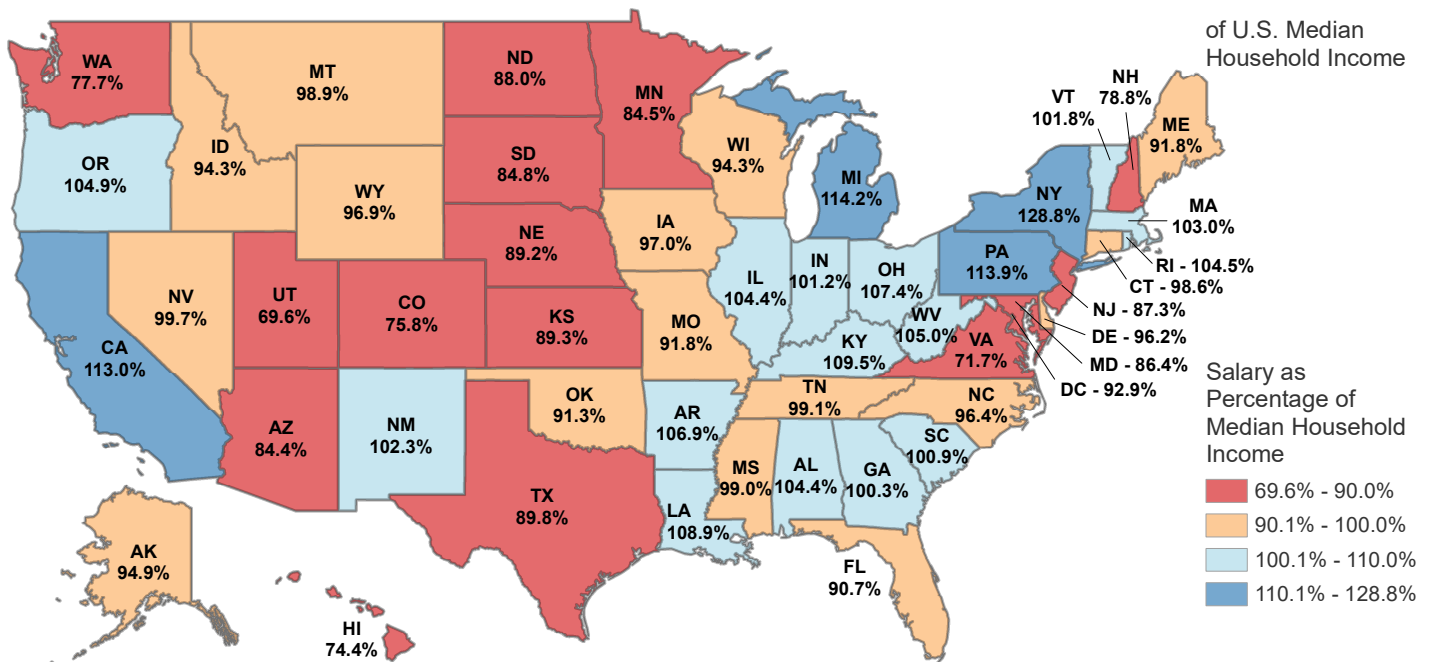 of U.S. Median
Household Income
WA
77.7%
MT
98.9%
ND
88.0%
MN
84.5%
VT
101.8%
NH
78.8%
ME
91.8%
OR
104.9%
ID
94.3%
WY
96.9%
SD
84.8%
WI
94.3%
MI
114.2%
NY
128.8%
MA
103.0%
NE
89.2%
IA
97.0%
PA
113.9%
RI - 104.5%
CT - 98.6%
NJ - 87.3%
DE - 96.2%
MD - 86.4%
DC - 92.9%
NV
99.7%
UT
69.6%
CO
75.8%
KS
89.3%
MO
91.8%
IL
104.4%
IN
101.2%
OH
107.4%
WV
105.0%
VA
71.7%
KY
109.5%
CA
113.0%
AZ
84.4%
NM
102.3%
OK
91.3%
AR
106.9%
TN
99.1%
NC
96.4%
SC
100.9%
MS
99.0%
AL
104.4%
GA
100.3%
TX
89.8%
LA
108.9%
FL
90.7%
AK
94.9%
HI
74.4%
Salary as
Percentage of
Median Household
Income
69.6% - 90.0%
90.1% - 100.0%
100.1% - 110.0%
110.1% - 128.8%